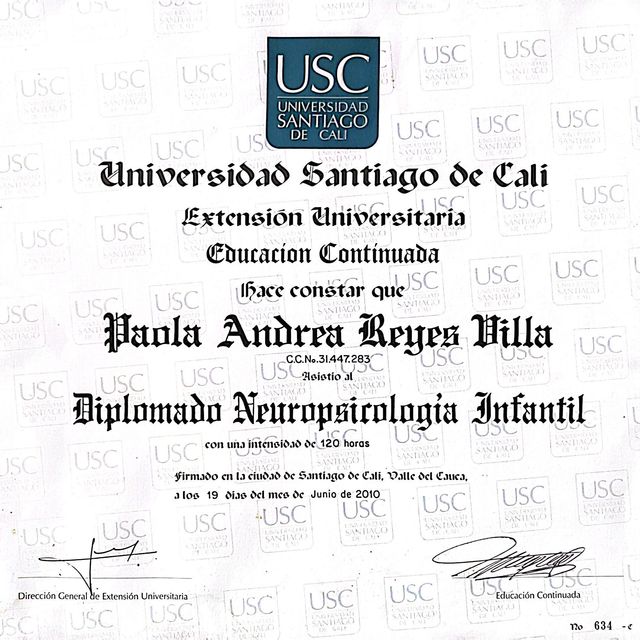 USC
UNIVERSIDAD
SANTIAGO
DE CALI
Universidad Santiago de Cali
Extensión Universitaria
Educacion Continuada
Hace constar que
Paola Andrea Reyes Villa
C.C.No.31.447.283
Asistio al
Diplomado Neuropsicología Infantil
con una intensidad de 120 horas
Firmado en la ciudad de Santiago de Cali, Valle del Cauca,
a los 19 días del mes de Junio de 2010
Dirección General de Extensión Universitaria
Educación Continuada
No 634 -e